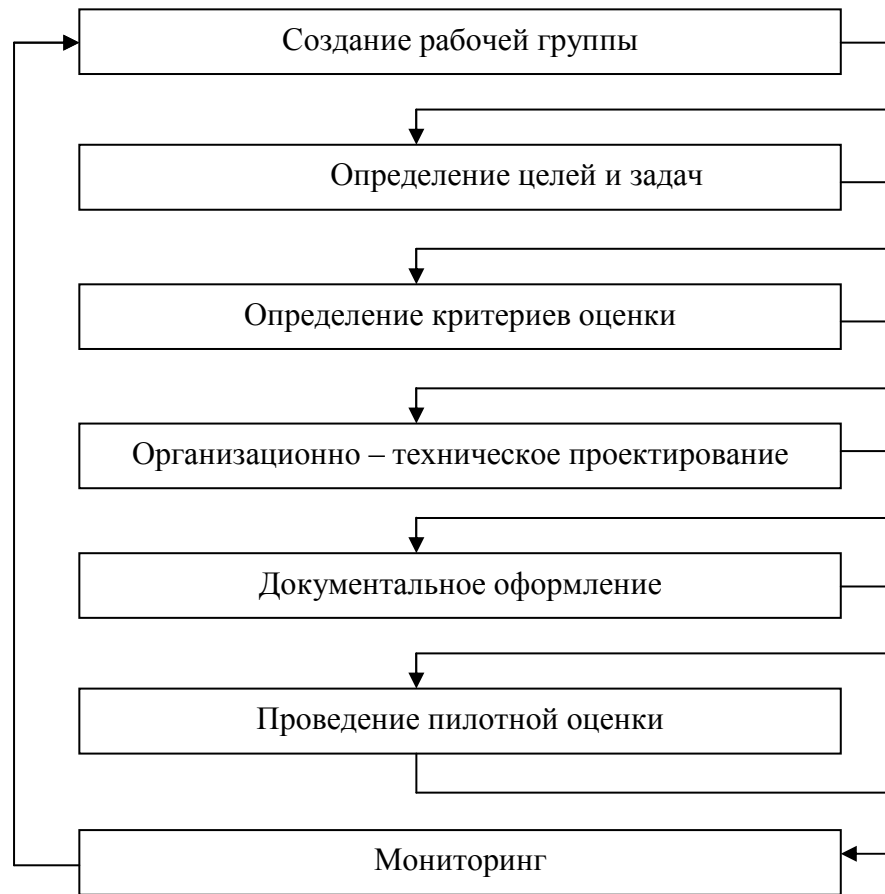 Создание рабочей группы
Определение целей и задач
Определение критериев оценки
Организационно – техническое проектирование
Документальное оформление
Проведение пилотной оценки
Мониторинг